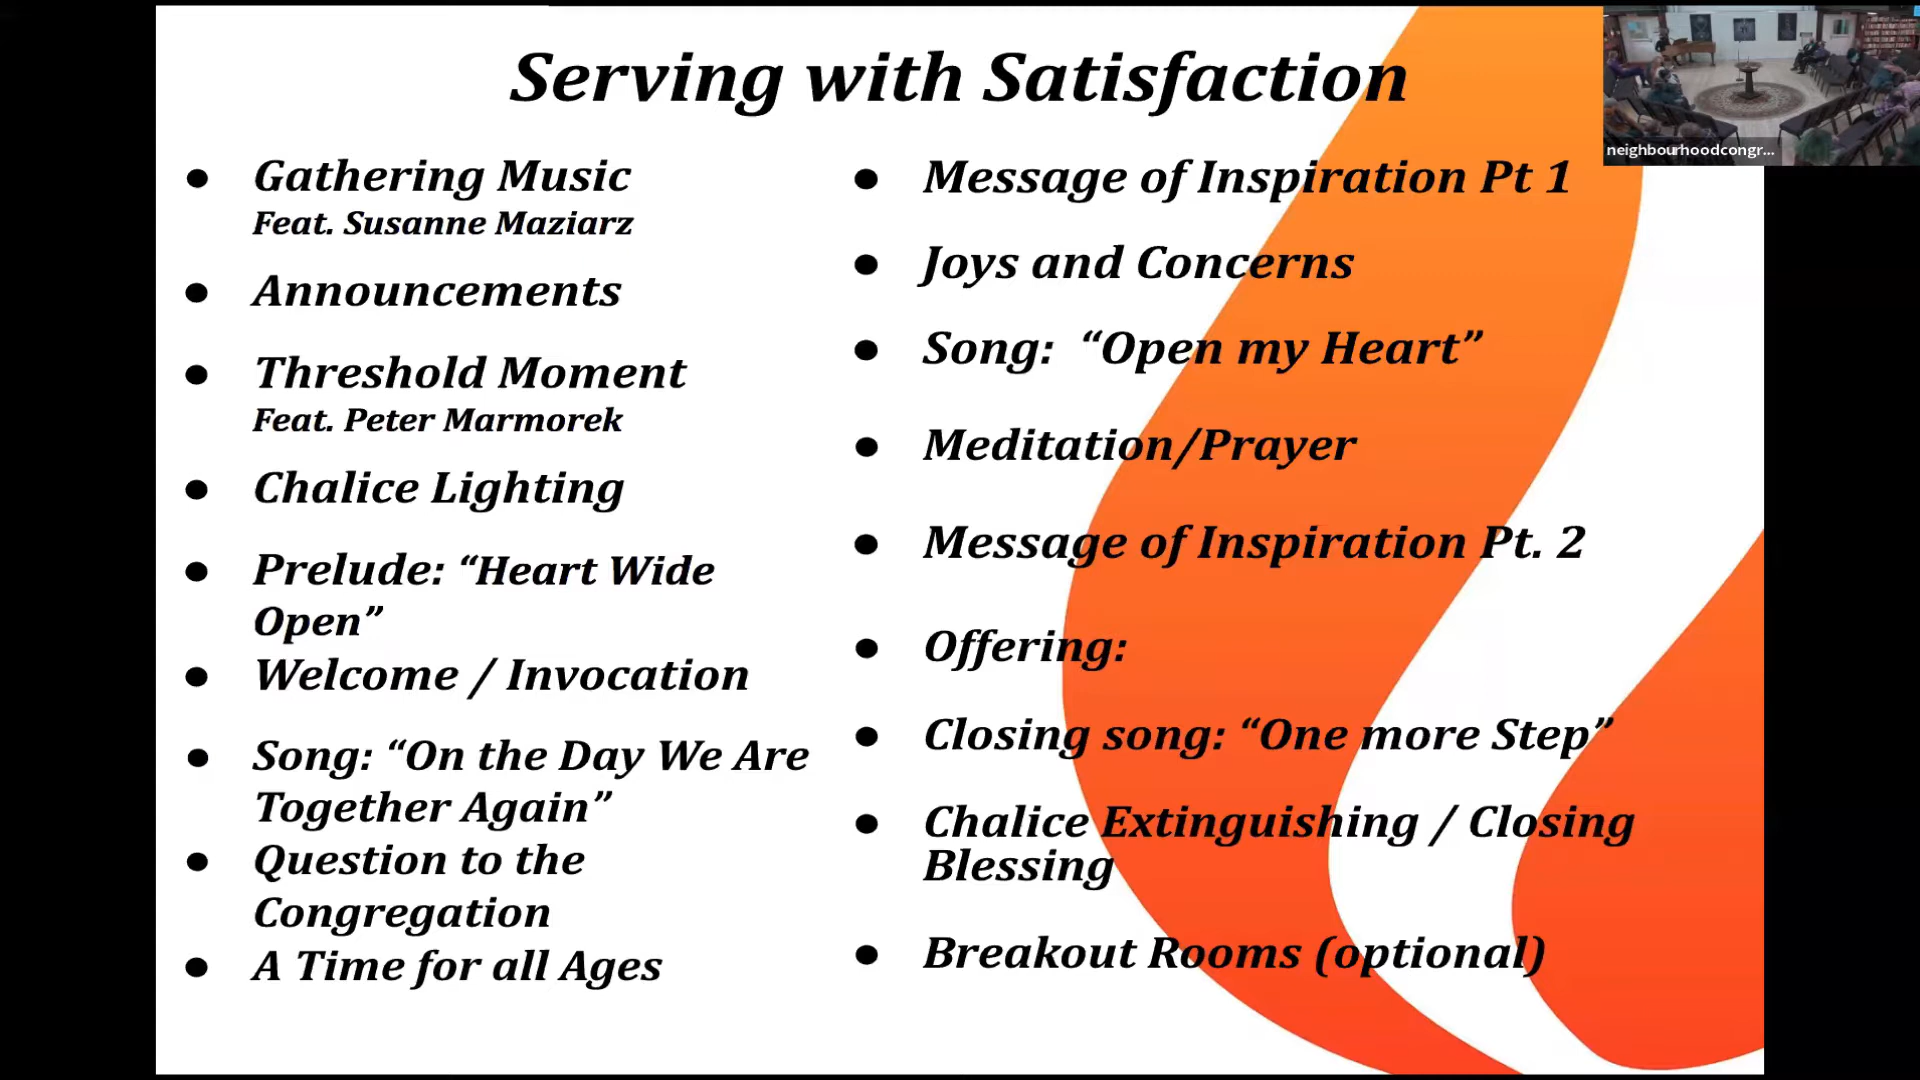 Serving with Satisfaction
● Gathering Music
Feat. Susanne Maziarz
● Announcements
● Threshold Moment
Feat. Peter Marmorek
● Chalice Lighting
● Prelude: “Heart Wide
Open”
● Welcome / Invocation
● Song: “On the Day We Are
Together Again”
● Question to the
Congregation
● A Time for all Ages
● Message of Inspiration Pt 1
● Joys and Concerns
● Song:  “Open my Heart”
● Meditation/Prayer
● Message of Inspiration Pt. 2
● Offering:
● Closing song: “One more Step”
● Chalice Extinguishing / Closing
Blessing
● Breakout Rooms (optional)
neighbourhoodcongr...